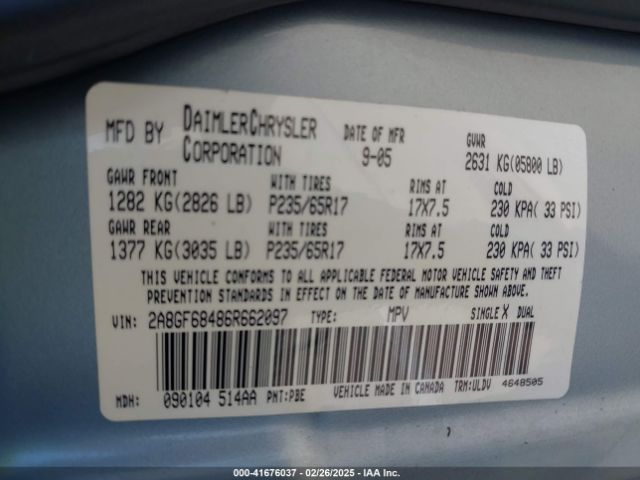 MFD BY DAIMLERCHRYSLER CORPORATION DATE OF MFR 9-05 GVWR 2631 KG(05800 LB)
GAWR FRONT WITH TIRES RIMS AT COLD
1282 KG(2826 LB) P235/65R17 17X7.5 230 KPA( 33 PSI)
GAWR REAR WITH TIRES RIMS AT COLD
1377 KG(3035 LB) P235/65R17 17X7.5 230 KPA( 33 PSI)
THIS VEHICLE CONFORMS TO ALL APPLICABLE FEDERAL MOTOR VEHICLE SAFETY AND THEFT
PREVENTION STANDARDS IN EFFECT ON THE DATE OF MANUFACTURE SHOWN ABOVE.
VIN: 2A8GF68486R662097 TYPE: MPV SINGLE X DUAL
MDH: 090104 514AA PNT:PBE VEHICLE MADE IN CANADA TRM:ULDV 4648505
000-41676037 - 02/26/2025 - IAA Inc.